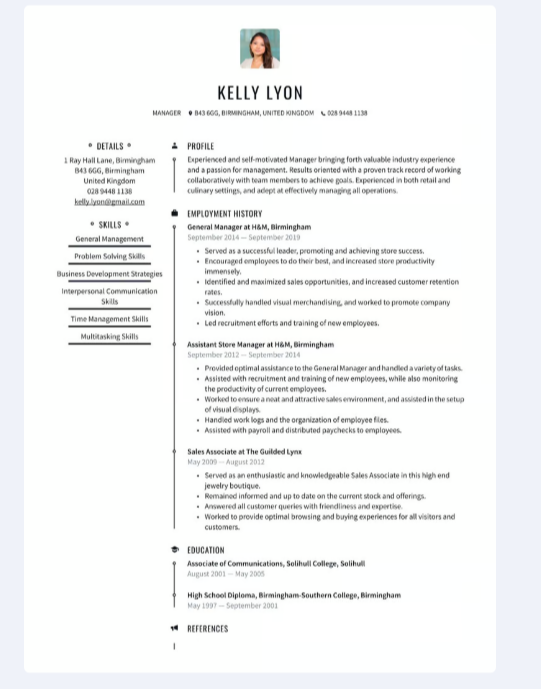 KELLY LYON
MANAGER B43 6GG, BIRMINGHAM, UNITED KINGDOM 028 9448 1138
DETAILS
1 Ray Hall Lane, Birmingham
B43 6GG, Birmingham
United Kingdom
028 9448 1138
kelly.lyon@gmail.com
SKILLS
General Management
Problem Solving Skills
Business Development Strategies
Interpersonal Communication
Skills
Time Management Skills
Multitasking Skills
PROFILE
Experienced and self-motivated Manager bringing forth valuable industry experience
and a passion for management. Results oriented with a proven track record of working
collaboratively with team members to achieve goals. Experienced in both retail and
culinary settings, and adept at effectively managing all operations.
EMPLOYMENT HISTORY
General Manager at H&M, Birmingham
September 2014 — September 2019
• Served as a successful leader, promoting and achieving store success.
• Encouraged employees to do their best, and increased store productivity
immensely.
• Identified and maximized sales opportunities, and increased customer retention
rates.
• Successfully handled visual merchandising, and worked to promote company
vision.
• Led recruitment efforts and training of new employees.
Assistant Store Manager at H&M, Birmingham
September 2012 — September 2014
• Provided optimal assistance to the General Manager and handled a variety of tasks.
• Assisted with recruitment and training of new employees, while also monitoring
the productivity of current employees.
• Worked to ensure a neat and attractive sales environment, and assisted in the setup
of visual displays.
• Handled work logs and the organization of employee files.
• Assisted with payroll and distributed paychecks to employees.
Sales Associate at The Guilded Lynx
May 2009 — August 2012
• Served as an enthusiastic and knowledgeable Sales Associate in this high end
jewelry boutique.
• Remained informed and up to date on the current stock and offerings.
• Answered all customer queries with friendliness and expertise.
• Worked to provide optimal browsing and buying experiences for all visitors and
customers.
EDUCATION
Associate of Communications, Solihull College, Solihull
August 2001 — May 2005
High School Diploma, Birmingham-Southern College, Birmingham
May 1997 — September 2001
REFERENCES